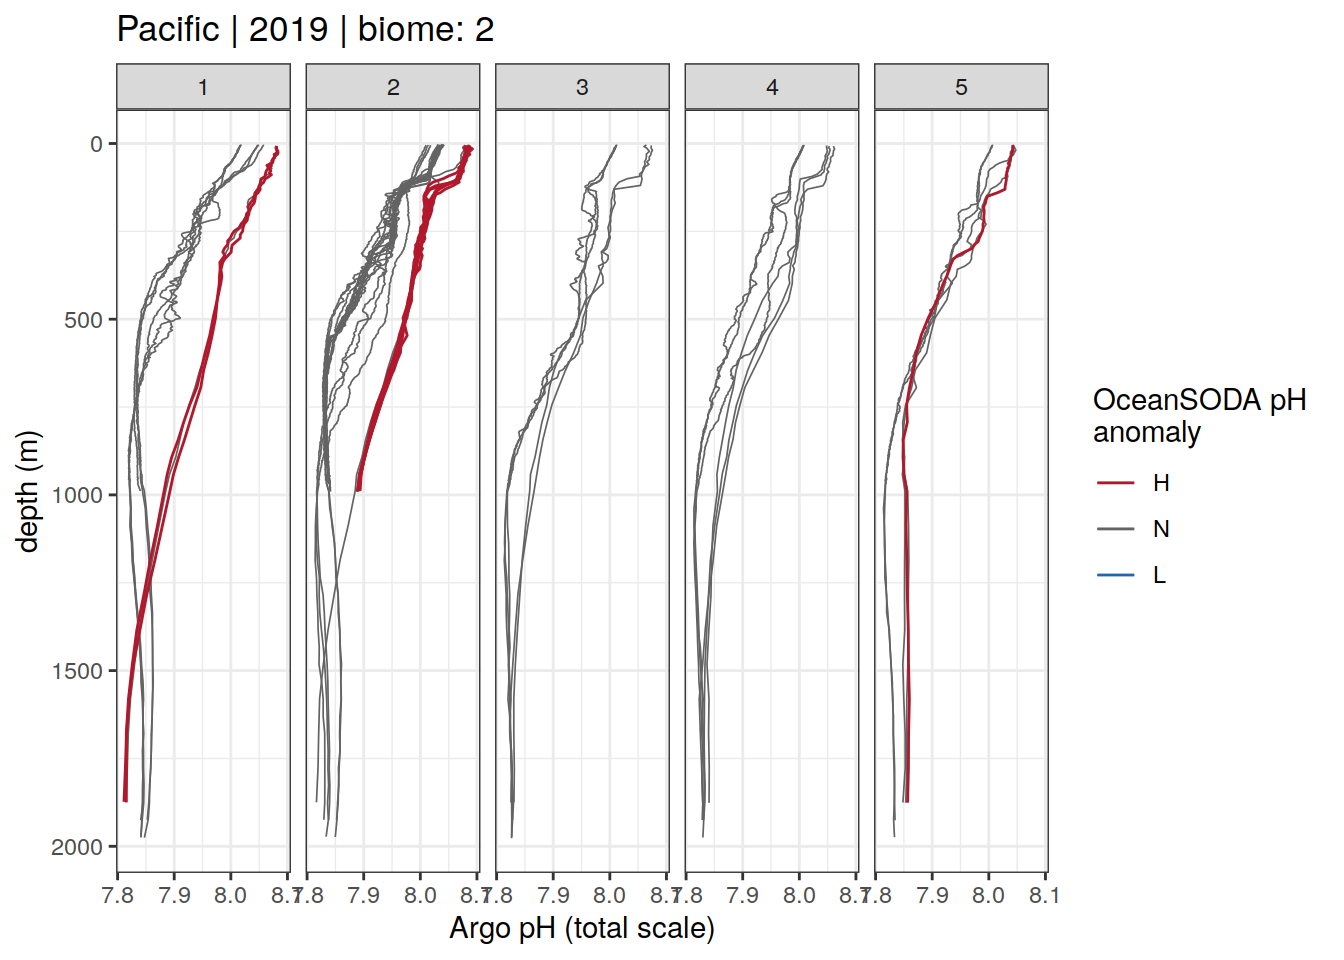 Pacific | 2019 | biome: 2
1 2 3 4 5
0
500
1000
1500
2000
depth (m)
7.8 7.9 8.0 8.1 7.8 7.9 8.0 8.1 7.8 7.9 8.0 8.1 7.8 7.9 8.0 8.1 7.8 7.9 8.0 8.1
Argo pH (total scale)
OceanSODA pH
anomaly
H
N
L